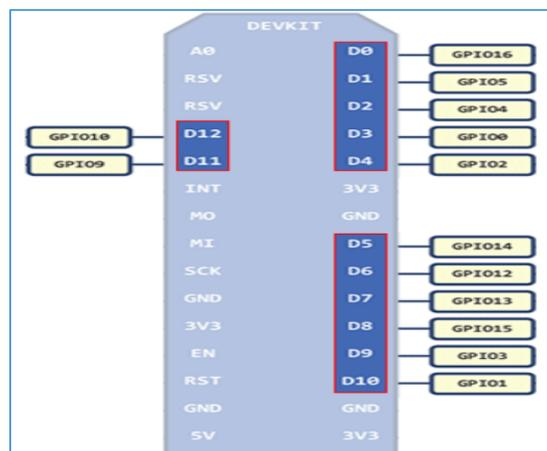 DEVKIT
A0 D0 GPIO16
RSV D1 GPIO5
RSV D2 GPIO4
GPIO10 D12 D3 GPIO0
GPIO9 D11 D4 GPIO2
INT 3V3
MO GND
MI D5 GPIO14
SCK D6 GPIO12
GND D7 GPIO13
3V3 D8 GPIO15
EN D9 GPIO3
RST D10 GPIO1
GND GND
5V 3V3